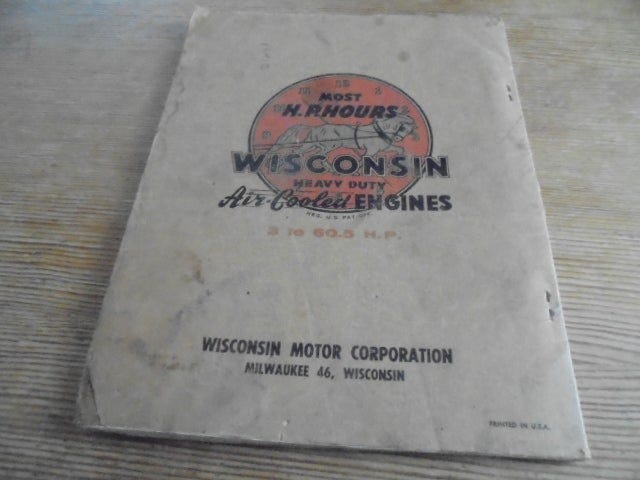 MOST
H.P. HOURS
WISCONSIN
HEAVY DUTY
Air-Cooled ENGINES
REG. U.S. PAT. OFF.
3 to 60.5 H.P.
WISCONSIN MOTOR CORPORATION
MILWAUKEE 46, WISCONSIN
PRINTED IN U.S.A.